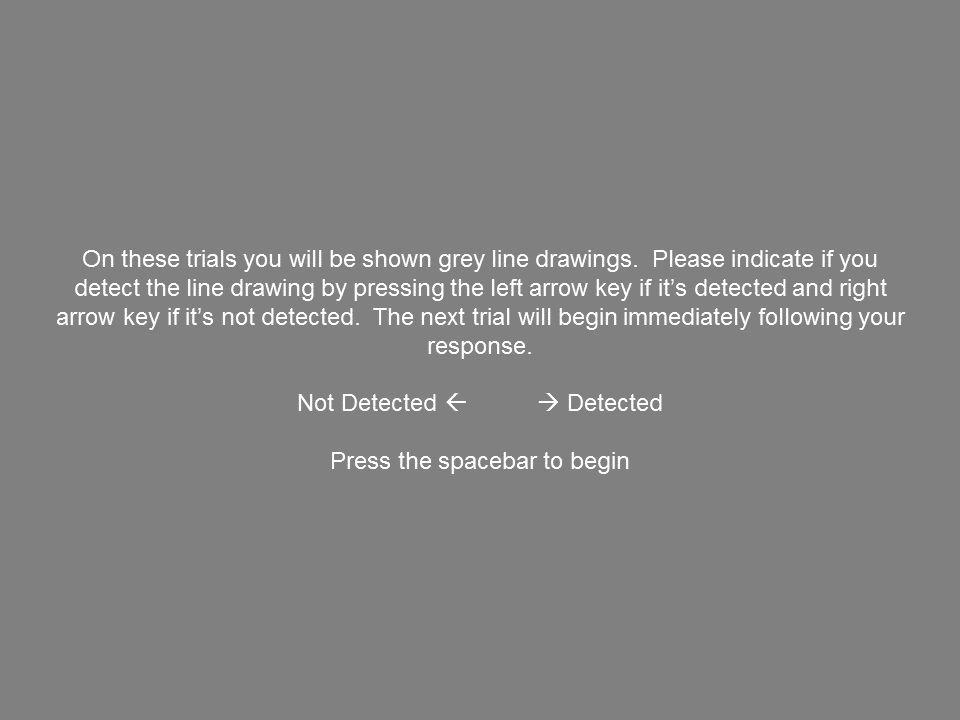 On these trials you will be shown grey line drawings.  Please indicate if you
detect the line drawing by pressing the left arrow key if it’s detected and right
arrow key if it’s not detected.  The next trial will begin immediately following your
response.
Not Detected ← → Detected
Press the spacebar to begin